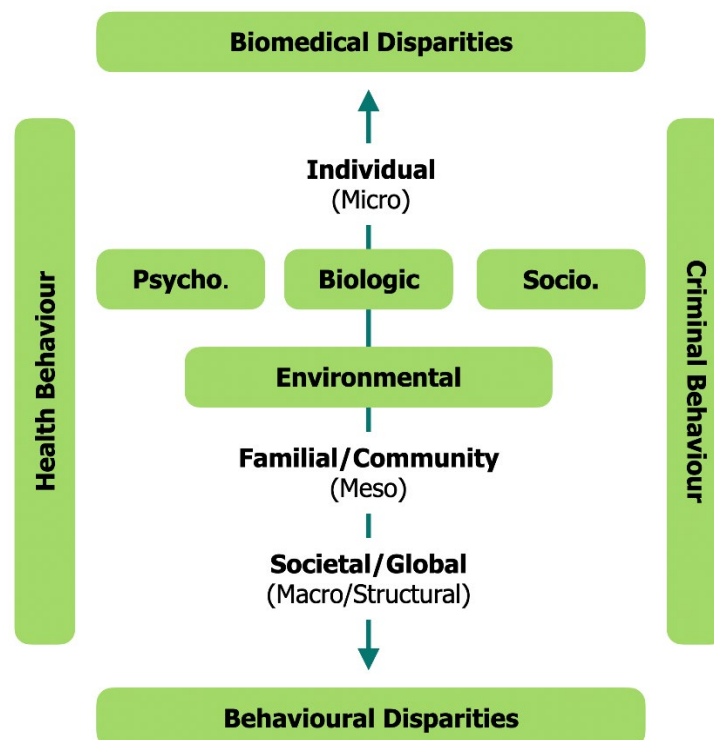 Biomedical Disparities
Individual
(Micro)
Health Behaviour
Psycho.
Biologic
Socio.
Criminal Behaviour
Environmental
Familial/Community
(Meso)
Societal/Global
(Macro/Structural)
Behavioural Disparities